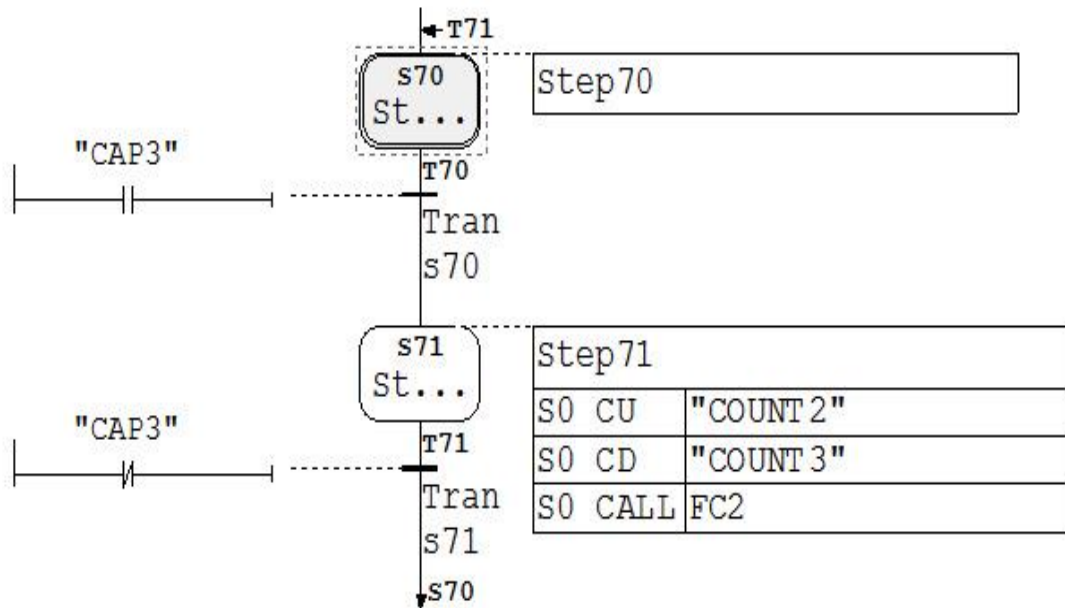 T71
S70
St...
Step70
"CAP3"
T70
Tran
s70
S71
St...
Step71
S0 CU "COUNT2"
S0 CD "COUNT3"
S0 CALL FC2
"CAP3"
T71
Tran
s71
S70